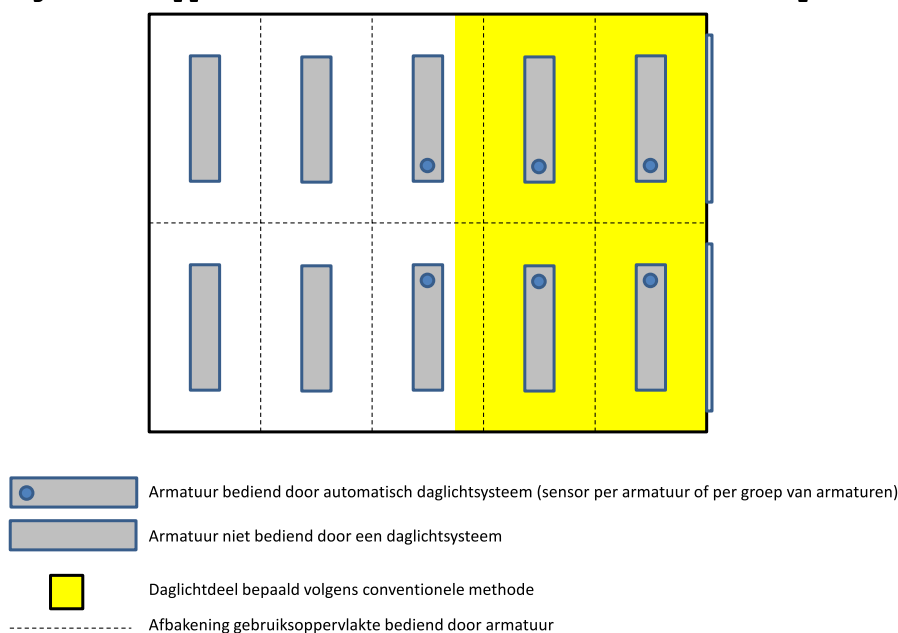 Armatuur bediend door automatisch daglichtsysteem (sensor per armatuur of per groep van armaturen)
Armatuur niet bediend door een daglichtsysteem
Daglichtdeel bepaald volgens conventionele methode
Afbakening gebruiksoppervlakte bediend door armatuur